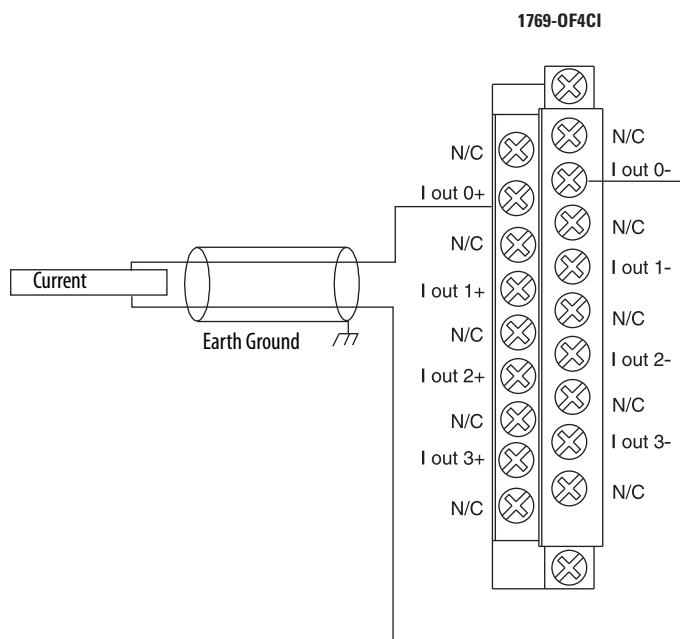 1769-OF4CI
N/C
I out 0+
N/C
I out 1+
N/C
I out 2+
N/C
I out 3+
N/C
N/C
I out 0-
N/C
I out 1-
N/C
I out 2-
N/C
I out 3-
N/C
Current
Earth Ground